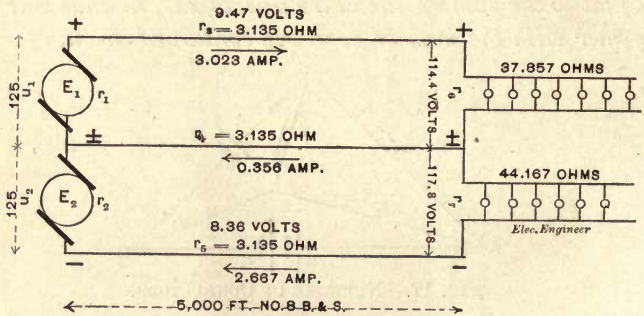 9.47 VOLTS
r₃ = 3.135 OHM
3.023 AMP.
+
+
125
u₁
E₁
r₁
114.4 VOLTS
r₆
37.857 OHMS
±
r₄ = 3.135 OHM
0.356 AMP.
±
125
u₂
E₂
r₂
117.8 VOLTS
r₇
44.167 OHMS
Elec. Engineer
8.36 VOLTS
r₅ = 3.135 OHM
2.667 AMP.
−
−
5,000 FT. NO. 8 B. & S.